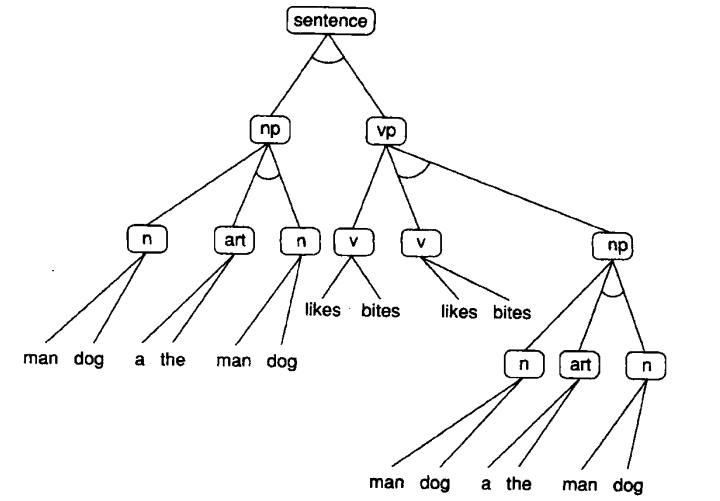 sentence
np vp
n art n v v np
likes bites likes bites
man dog a the man dog
n art n
man dog a the man dog